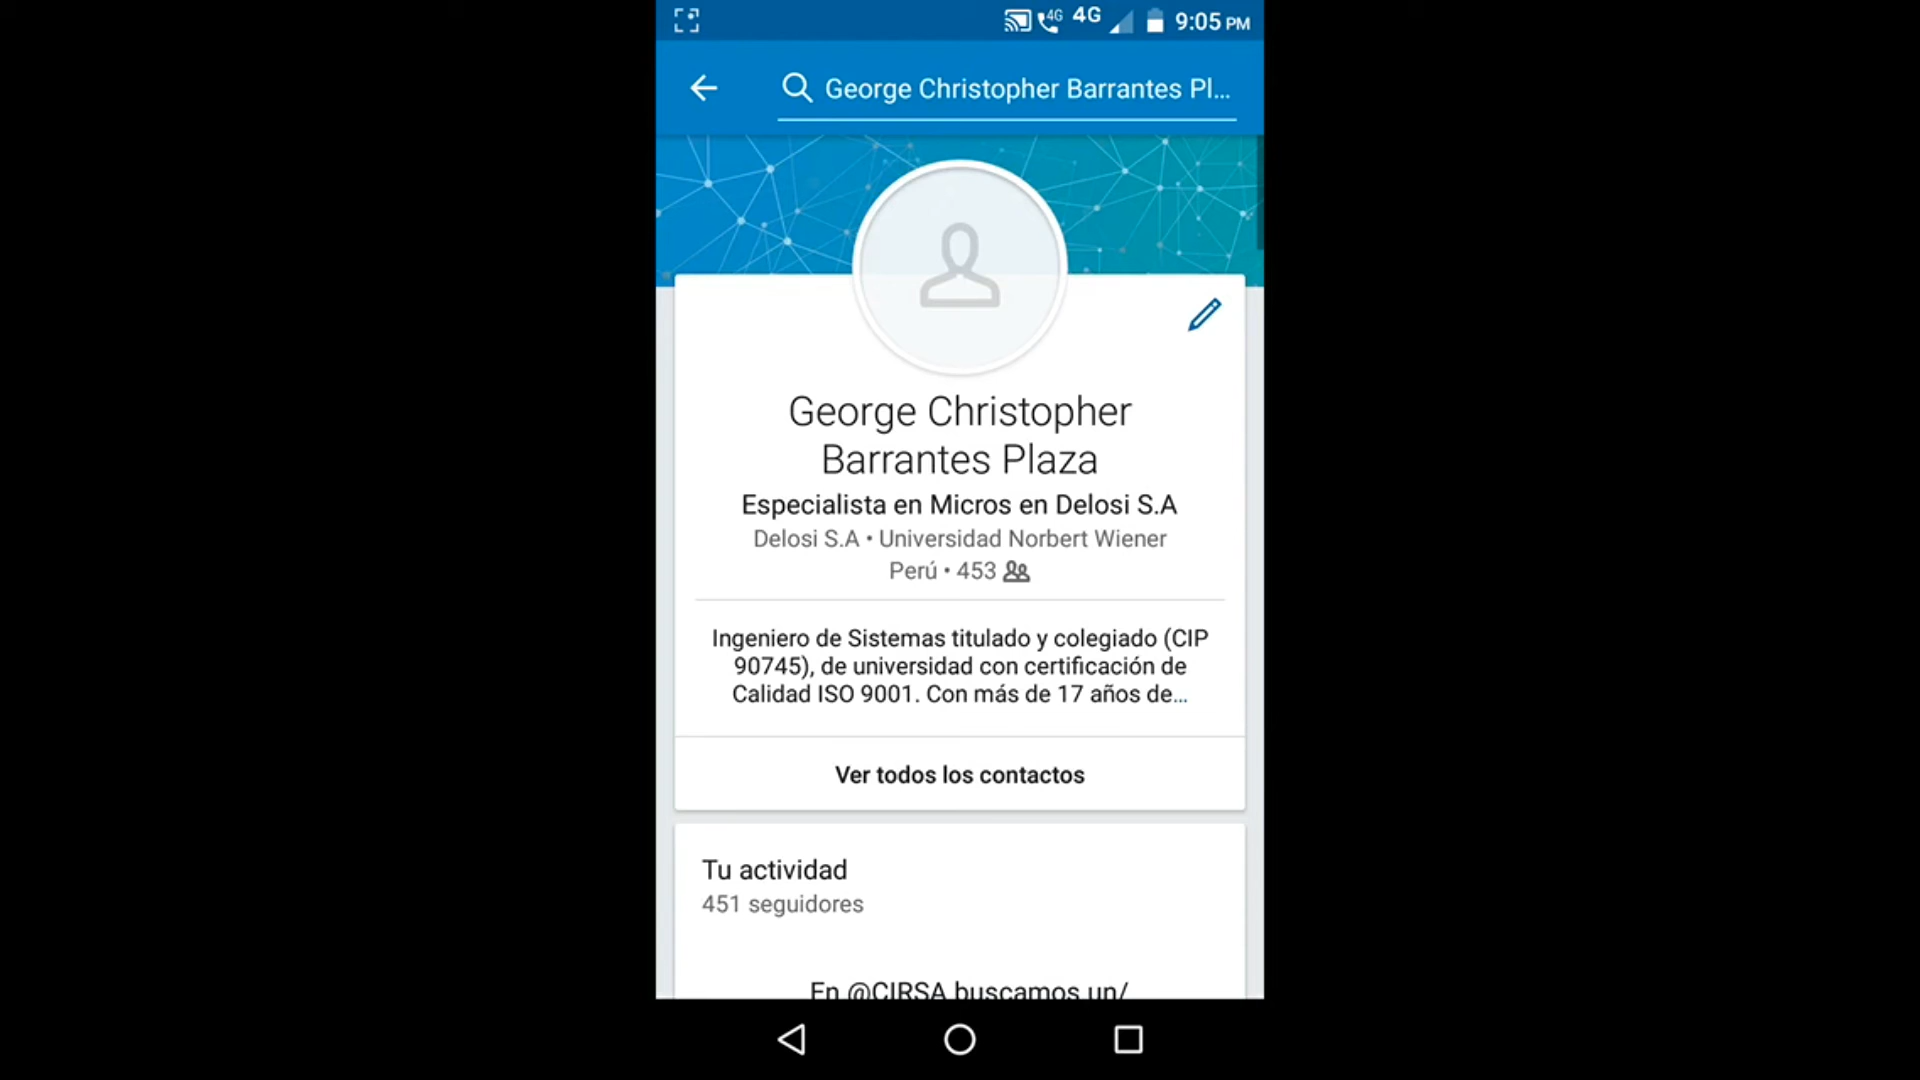 4G 4G 9:05 PM
George Christopher Barrantes Pl...
George Christopher
Barrantes Plaza
Especialista en Micros en Delosi S.A
Delosi S.A • Universidad Norbert Wiener
Perú • 453
Ingeniero de Sistemas titulado y colegiado (CIP
90745), de universidad con certificación de
Calidad ISO 9001. Con más de 17 años de...
Ver todos los contactos
Tu actividad
451 seguidores
En @CIRSA buscamos un/